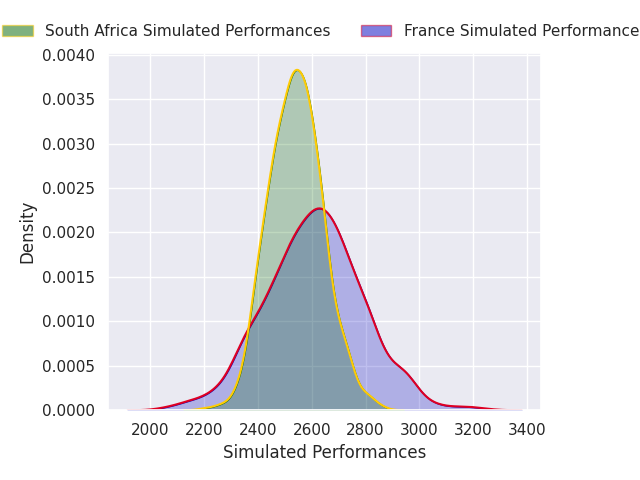 South Africa Simulated Performances
France Simulated Performance
0.0040
0.0035
0.0030
0.0025
0.0020
0.0015
0.0010
0.0005
0.0000
Density
2000 2200 2400 2600 2800 3000 3200 3400
Simulated Performances